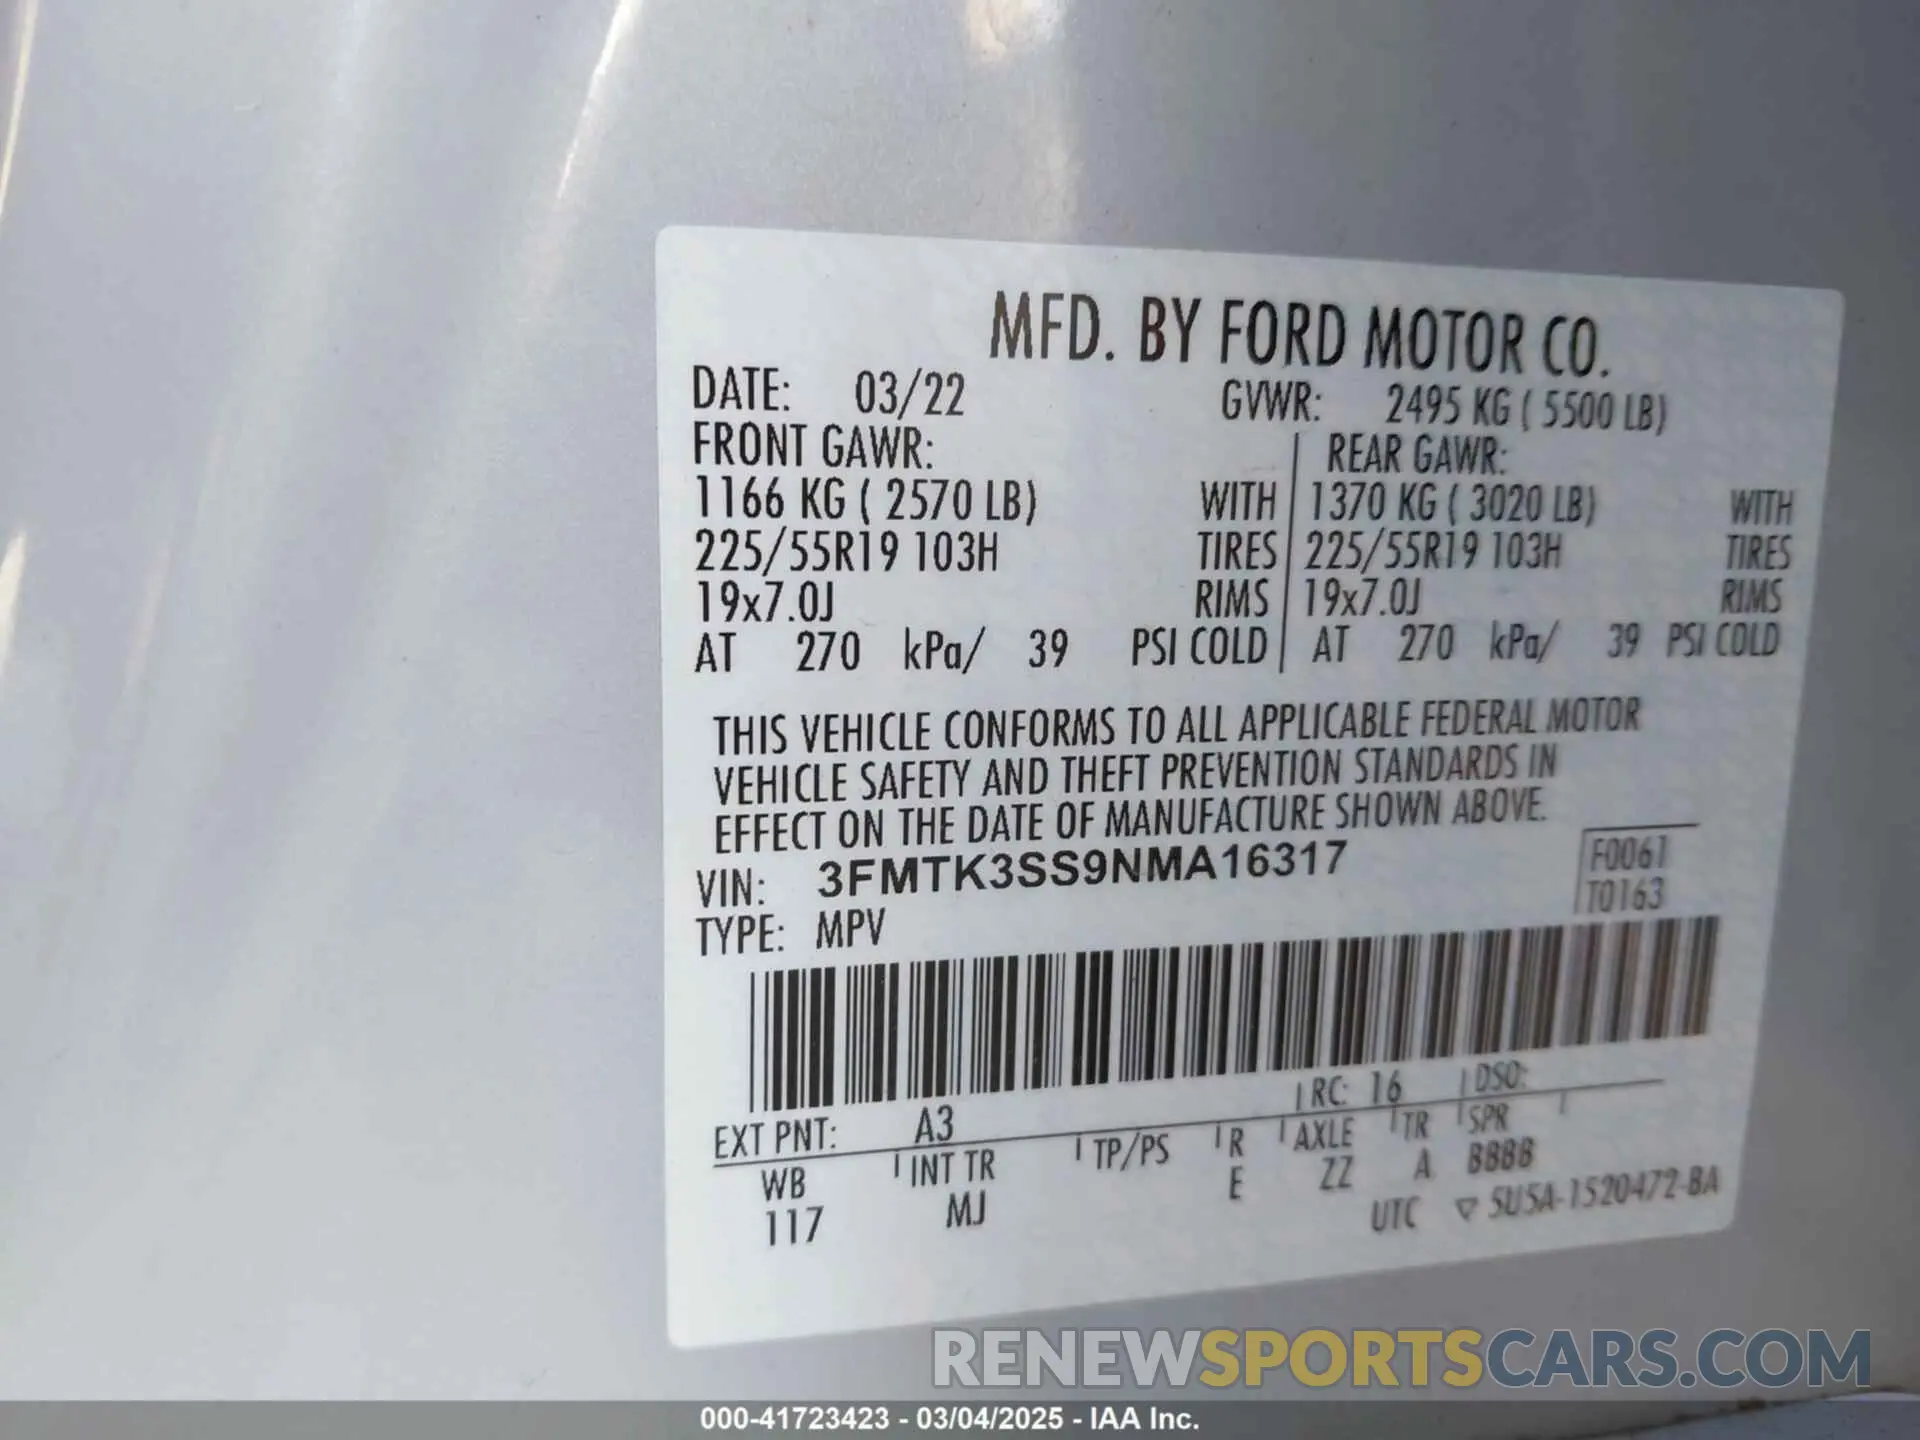 MFD. BY FORD MOTOR CO.
DATE: 03/22 GVWR: 2495 KG ( 5500 LB)
FRONT GAWR: REAR GAWR:
1166 KG ( 2570 LB) WITH 1370 KG ( 3020 LB) WITH
225/55R19 103H TIRES 225/55R19 103H TIRES
19x7.0J RIMS 19x7.0J RIMS
AT 270 kPa/ 39 PSI COLD AT 270 kPa/ 39 PSI COLD
THIS VEHICLE CONFORMS TO ALL APPLICABLE FEDERAL MOTOR
VEHICLE SAFETY AND THEFT PREVENTION STANDARDS IN
EFFECT ON THE DATE OF MANUFACTURE SHOWN ABOVE.
VIN: 3FMTK3SS9NMA16317 F0061
TYPE: MPV T0163
EXT PNT: A3 RC: 16 DSO:
WB INT TR TP/PS R AXLE TR SPR
117 MJ E ZZ A BBBB
UTC ▽ 5U5A-1520472-BA
RENEWSPORTSCARS.COM
000-41723423 - 03/04/2025 - IAA Inc.